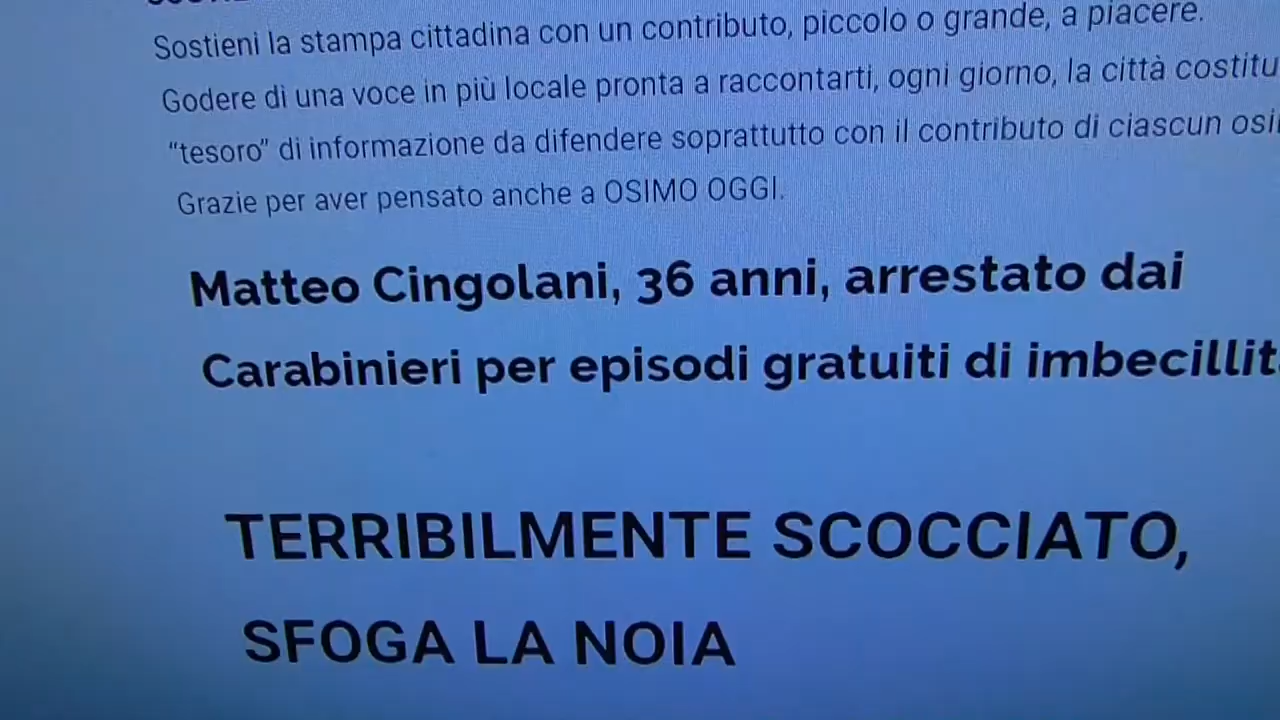 Sostieni la stampa cittadina con un contributo, piccolo o grande, a piacere.
Godere di una voce in più locale pronta a raccontarti, ogni giorno, la città costitu
“tesoro” di informazione da difendere soprattutto con il contributo di ciascun osi
Grazie per aver pensato anche a OSIMO OGGI.
Matteo Cingolani, 36 anni, arrestato dai
Carabinieri per episodi gratuiti di imbecillit
TERRIBILMENTE SCOCCIATO,
SFOGA LA NOIA